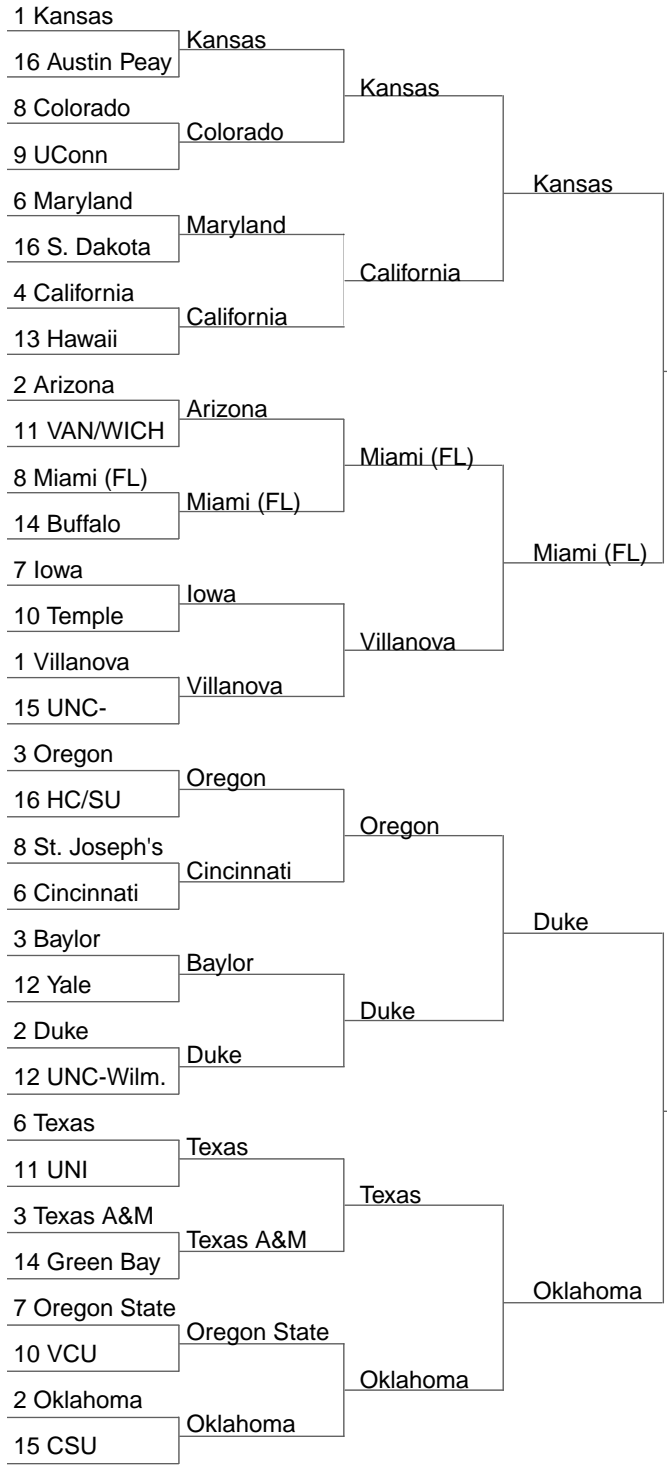 1 Kansas
16 Austin Peay
8 Colorado
9 UConn
6 Maryland
16 S. Dakota
4 California
13 Hawaii
2 Arizona
11 VAN/WICH
8 Miami (FL)
14 Buffalo
7 Iowa
10 Temple
1 Villanova
15 UNC-
3 Oregon
16 HC/SU
8 St. Joseph's
6 Cincinnati
3 Baylor
12 Yale
2 Duke
12 UNC-Wilm.
6 Texas
11 UNI
3 Texas A&M
14 Green Bay
7 Oregon State
10 VCU
2 Oklahoma
15 CSU
Kansas
Colorado
Maryland
California
Arizona
Miami (FL)
Iowa
Villanova
Oregon
Cincinnati
Baylor
Duke
Texas
Texas A&M
Oregon State
Oklahoma
Kansas
California
Miami (FL)
Villanova
Oregon
Duke
Texas
Oklahoma
Kansas
Miami (FL)
Duke
Oklahoma